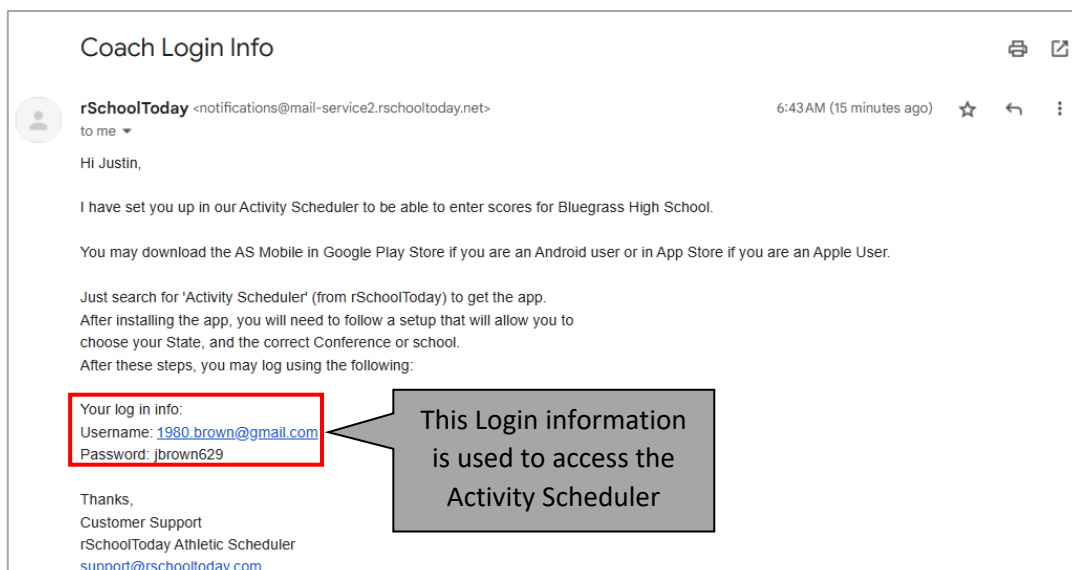 Coach Login Info
rSchoolToday <notifications@mail-service2.rschooltoday.net>
6:43 AM (15 minutes ago)
to me
Hi Justin,
I have set you up in our Activity Scheduler to be able to enter scores for Bluegrass High School.
You may download the AS Mobile in Google Play Store if you are an Android user or in App Store if you are an Apple User.
Just search for 'Activity Scheduler' (from rSchoolToday) to get the app.
After installing the app, you will need to follow a setup that will allow you to
choose your State, and the correct Conference or school.
After these steps, you may log using the following:
Your log in info:
Username: 1980.brown@gmail.com
Password: jbrown629
This Login information
is used to access the
Activity Scheduler
Thanks,
Customer Support
rSchoolToday Athletic Scheduler
support@rschooltoday.com